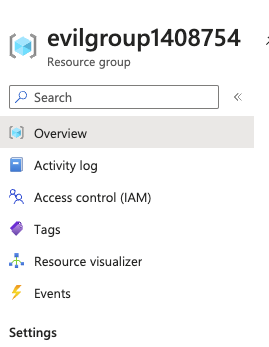 evilgroup1408754
Resource group
Search
Overview
Activity log
Access control (IAM)
Tags
Resource visualizer
Events
Settings